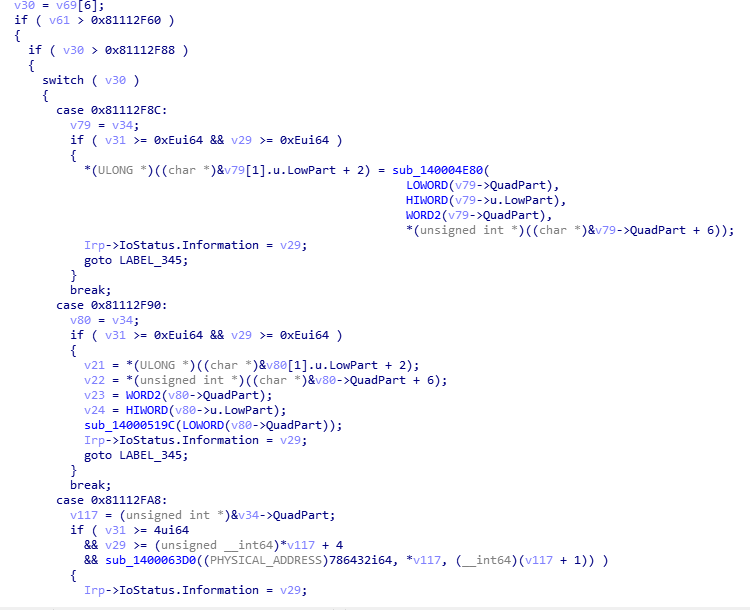 v30 = v69[6];
if ( v61 > 0x81112F60 )
{
if ( v30 > 0x81112F88 )
{
switch ( v30 )
{
case 0x81112F8C:
v79 = v34;
if ( v31 >= 0xEui64 && v29 >= 0xEui64 )
{
*(ULONG *)((char *)&v79[1].u.LowPart + 2) = sub_140004E80(
LOWORD(v79->QuadPart),
HIWORD(v79->u.LowPart),
WORD2(v79->QuadPart),
*(unsigned int *)((char *)&v79->QuadPart + 6));
Irp->IoStatus.Information = v29;
goto LABEL_345;
}
break;
case 0x81112F90:
v80 = v34;
if ( v31 >= 0xEui64 && v29 >= 0xEui64 )
{
v21 = *(ULONG *)((char *)&v80[1].u.LowPart + 2);
v22 = *(unsigned int *)((char *)&v80->QuadPart + 6);
v23 = WORD2(v80->QuadPart);
v24 = HIWORD(v80->u.LowPart);
sub_14000519C(LOWORD(v80->QuadPart));
Irp->IoStatus.Information = v29;
goto LABEL_345;
}
break;
case 0x81112FA8:
v117 = (unsigned int *)&v34->QuadPart;
if ( v31 >= 4ui64
&& v29 >= (unsigned __int64)*v117 + 4
&& sub_1400063D0((PHYSICAL_ADDRESS)786432i64, *v117, (__int64)(v117 + 1)) )
{
Irp->IoStatus.Information = v29;